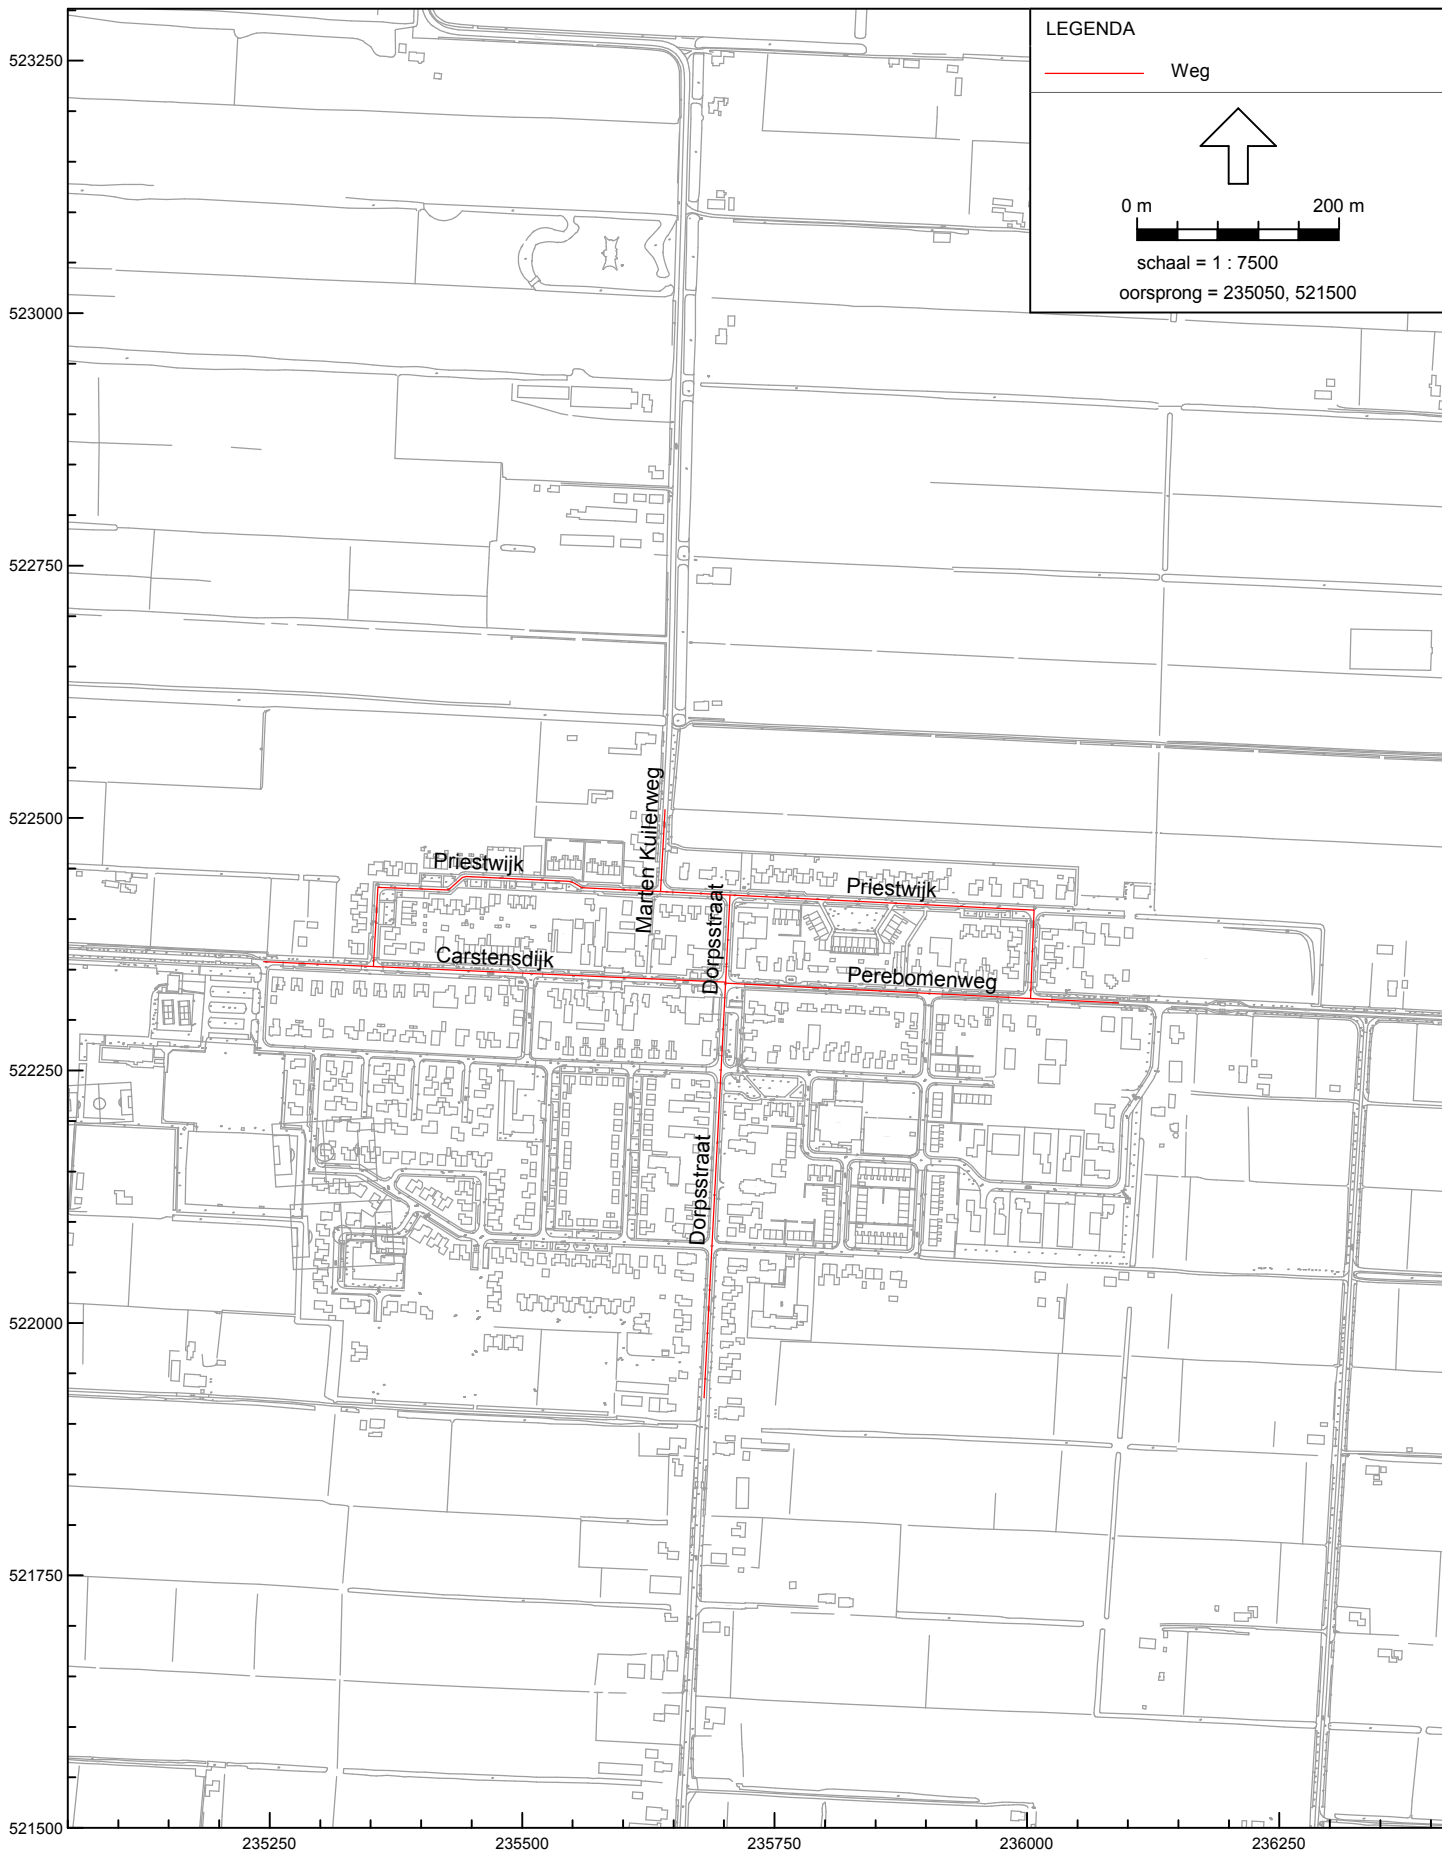 LEGENDA
Weg
0 m 200 m
schaal = 1 : 7500
oorsprong = 235050, 521500
523250
523000
522750
522500
522250
522000
521750
521500
235250 235500 235750 236000 236250
Marten Kuilerweg
Priestwijk
Priestwijk
Dorpsstraat
Carstensdijk
Perebomenweg
Dorpsstraat